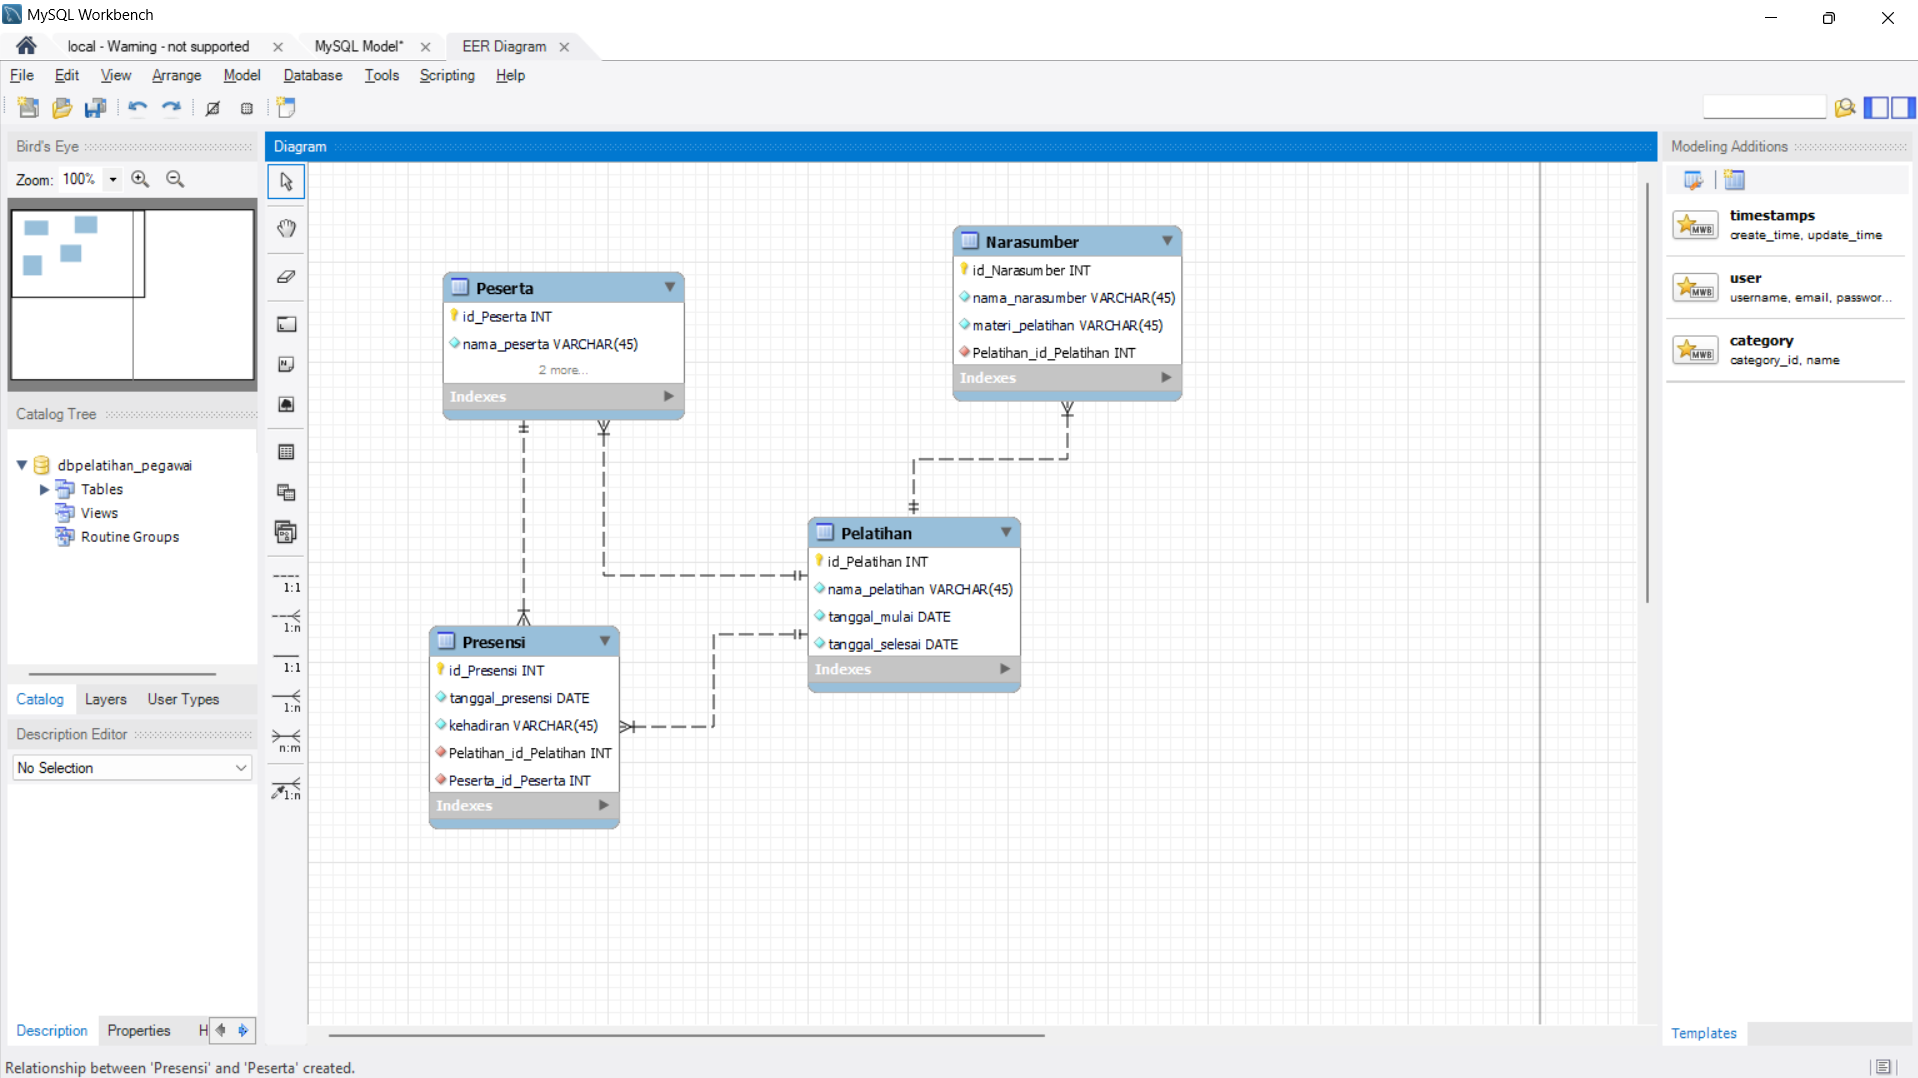 MySQL Workbench
local - Warning - not supported
MySQL Model*
EER Diagram
File Edit View Arrange Model Database Tools Scripting Help
Bird's Eye
Zoom: 100%
Catalog Tree
dbpelatihan_pegawai
Tables
Views
Routine Groups
Catalog Layers User Types
Description Editor
No Selection
Description Properties H
Diagram
1:1
1:n
1:1
1:n
n:m
1:n
Peserta
id_Peserta INT
nama_peserta VARCHAR(45)
2 more...
Indexes
Narasumber
id_Narasumber INT
nama_narasumber VARCHAR(45)
materi_pelatihan VARCHAR(45)
Pelatihan_id_Pelatihan INT
Indexes
Pelatihan
id_Pelatihan INT
nama_pelatihan VARCHAR(45)
tanggal_mulai DATE
tanggal_selesai DATE
Indexes
Presensi
id_Presensi INT
tanggal_presensi DATE
kehadiran VARCHAR(45)
Pelatihan_id_Pelatihan INT
Peserta_id_Peserta INT
Indexes
Modeling Additions
MWB
timestamps
create_time, update_time
MWB
user
username, email, passwor...
MWB
category
category_id, name
Templates
Relationship between 'Presensi' and 'Peserta' created.